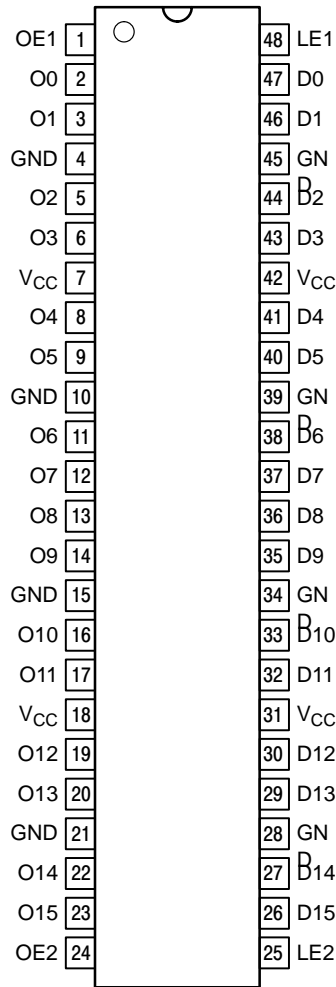 OE1 1 48 LE1
O0 2 47 D0
O1 3 46 D1
GND 4 45 GN
D
O2 5 44 D2
O3 6 43 D3
VCC 7 42 VCC
O4 8 41 D4
O5 9 40 D5
GND 10 39 GN
D
O6 11 38 D6
O7 12 37 D7
O8 13 36 D8
O9 14 35 D9
GND 15 34 GN
D
O10 16 33 D10
O11 17 32 D11
VCC 18 31 VCC
O12 19 30 D12
O13 20 29 D13
GND 21 28 GN
D
O14 22 27 D14
O15 23 26 D15
OE2 24 25 LE2